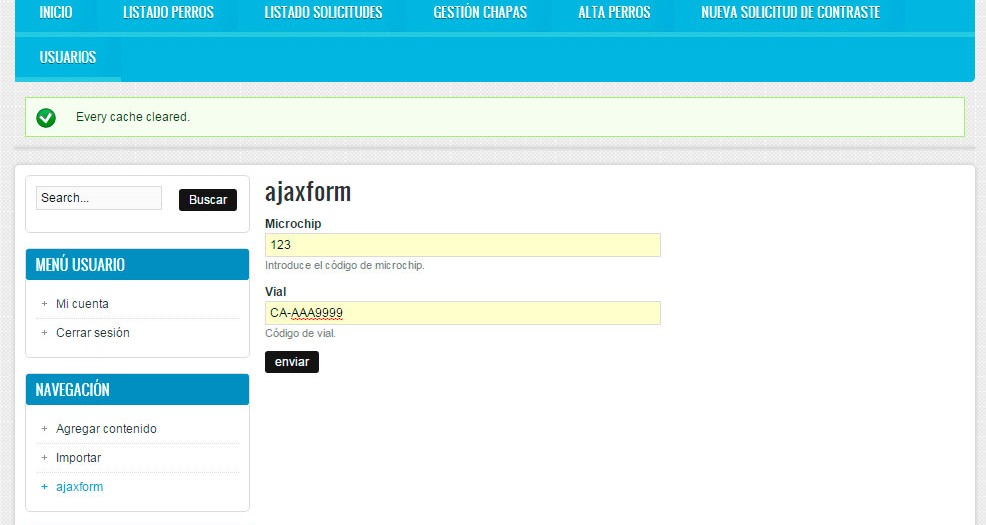 INICIO LISTADO PERROS LISTADO SOLICITUDES GESTIÓN CHAPAS ALTA PERROS NUEVA SOLICITUD DE CONTRASTE
USUARIOS
Every cache cleared.
Search... Buscar
MENÚ USUARIO
+ Mi cuenta
+ Cerrar sesión
NAVEGACIÓN
+ Agregar contenido
+ Importar
+ ajaxform
ajaxform
Microchip
123
Introduce el código de microchip.
Vial
CA-AAA9999
Código de vial.
enviar